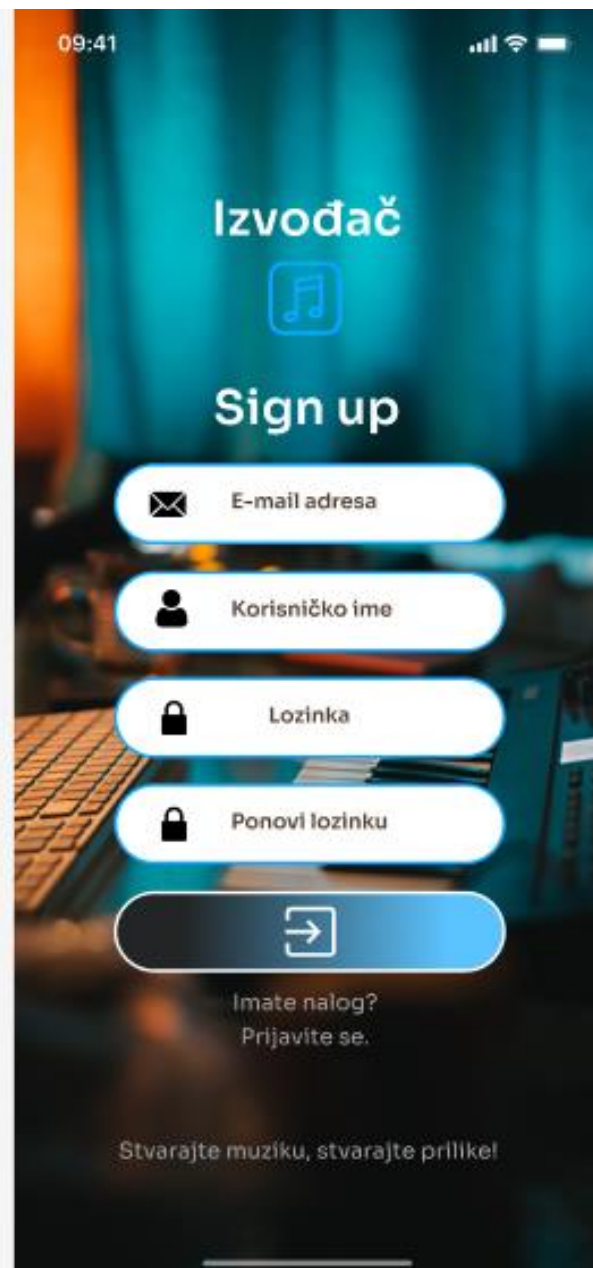 09:41
Izvođač
Sign up
E-mail adresa
Korisničko ime
Lozinka
Ponovi lozinku
Imate nalog?
Prijavite se.
Stvarajte muziku, stvarajte prilike!